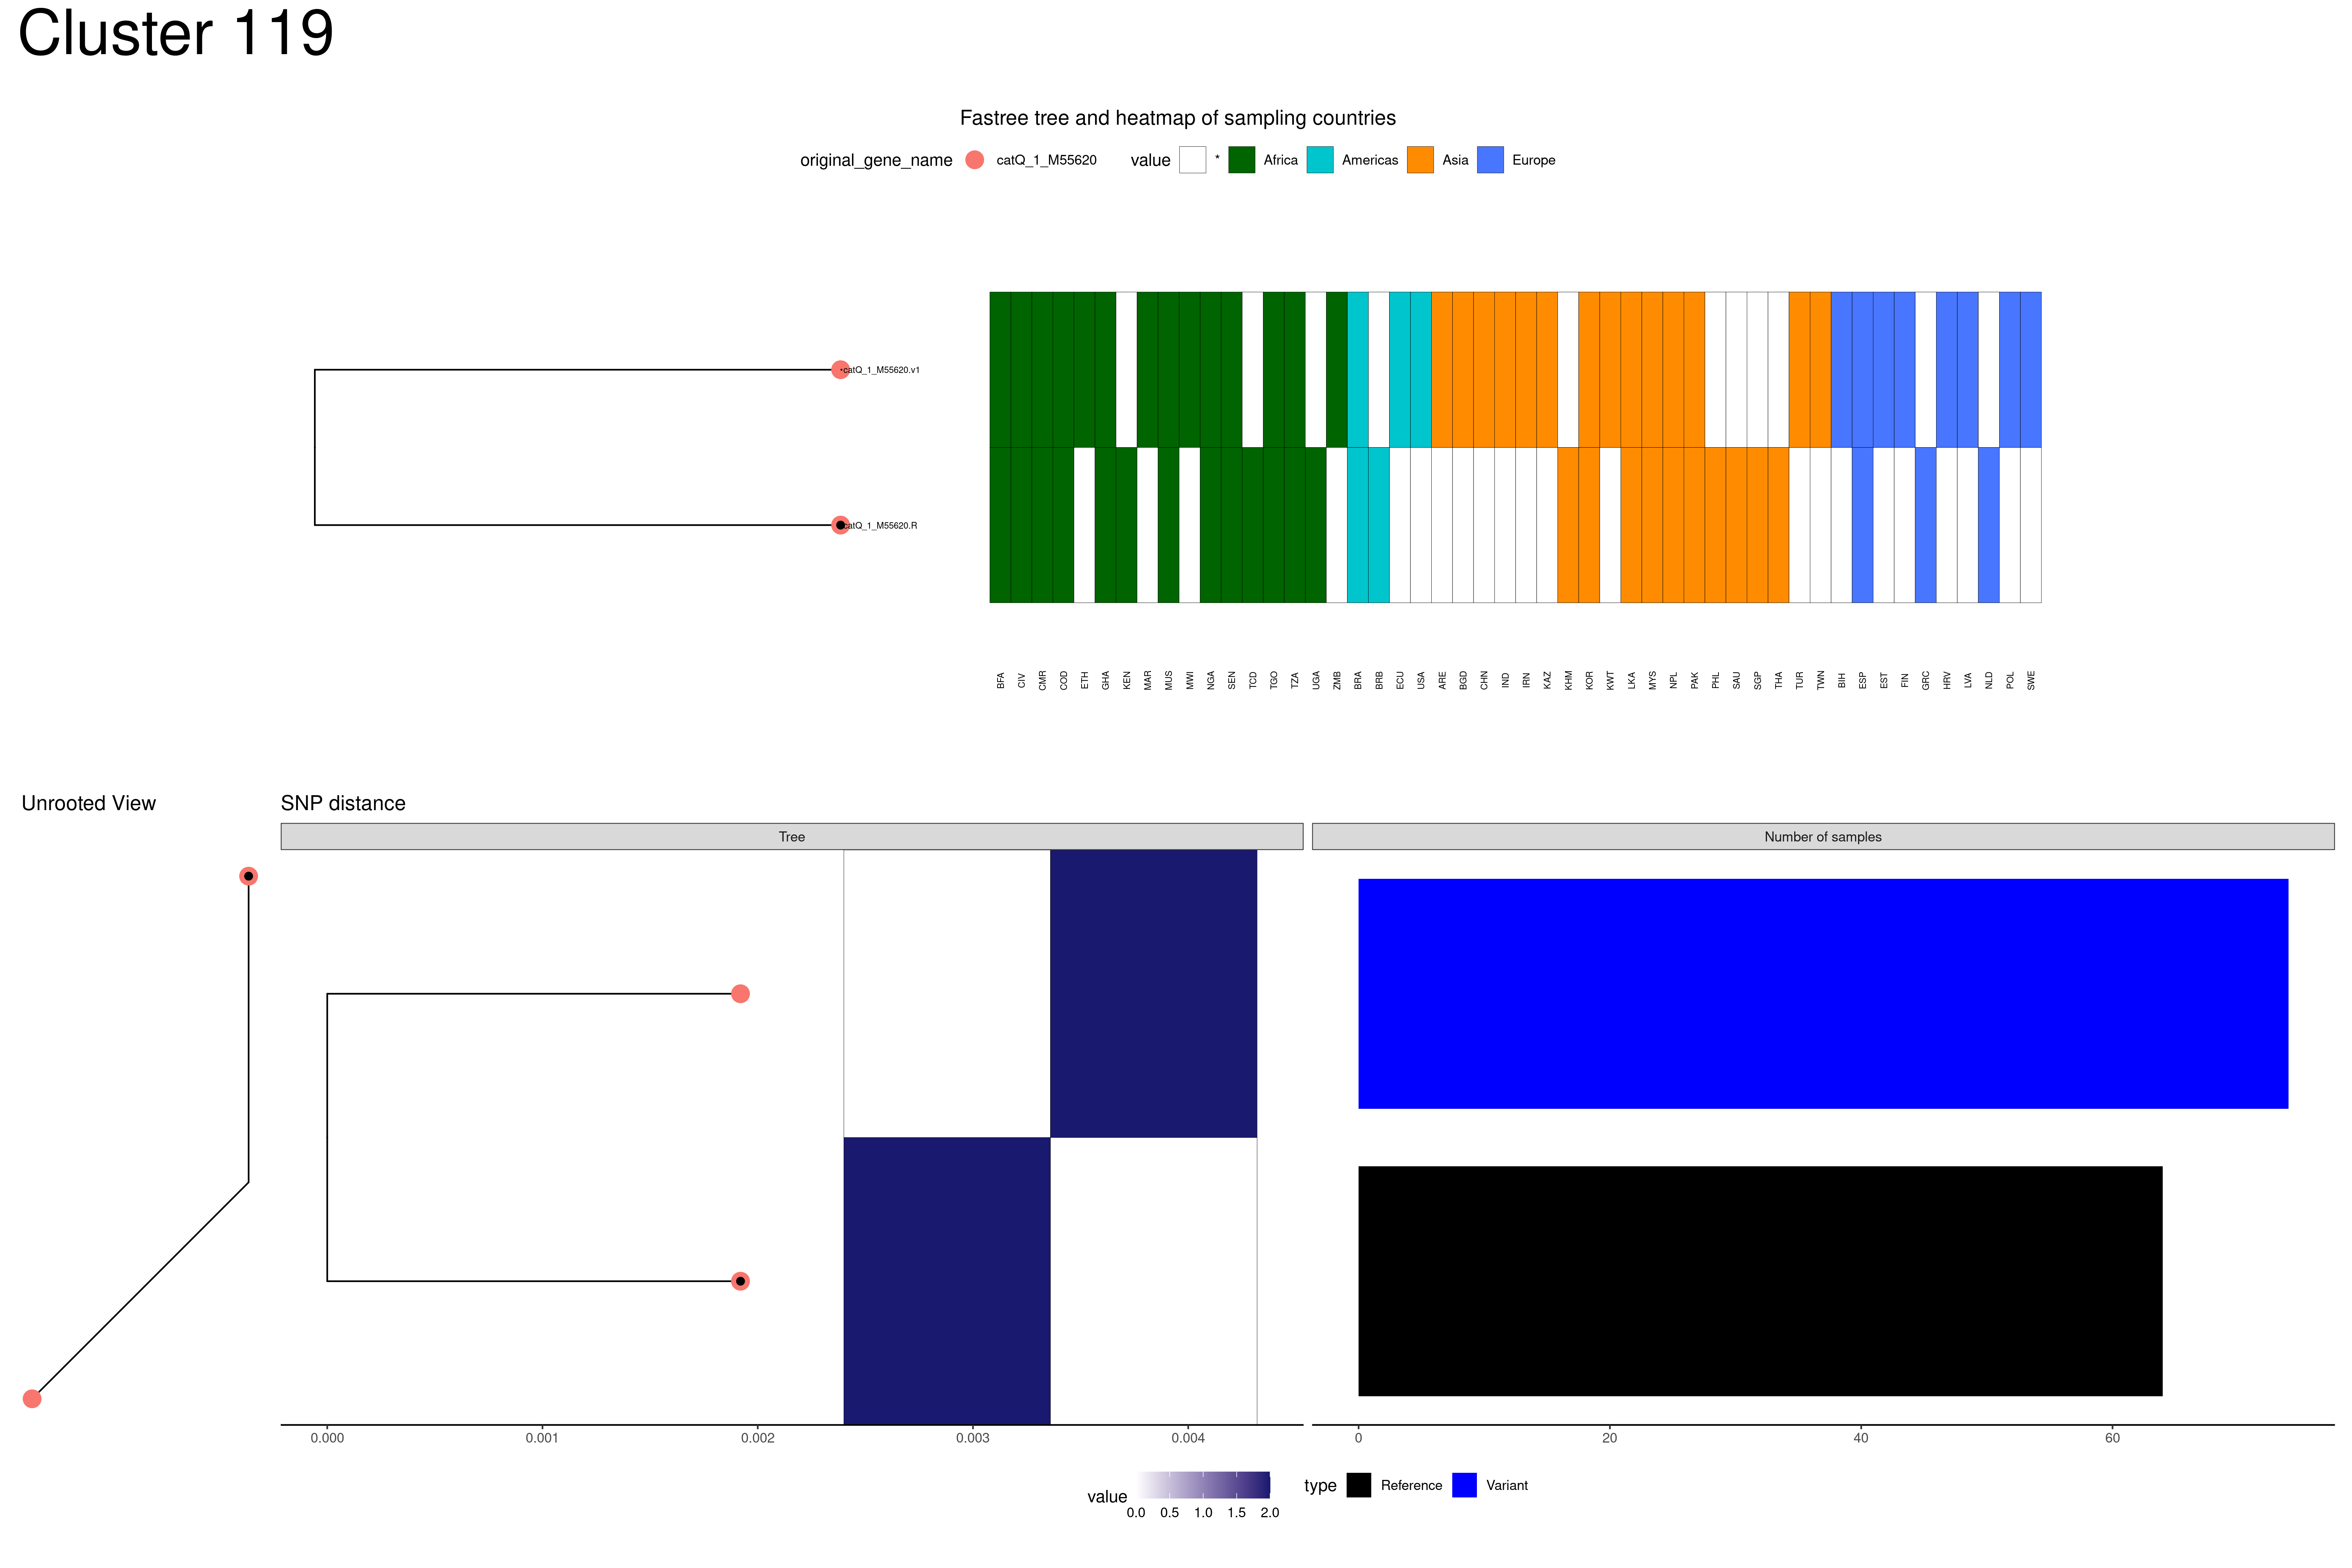 Cluster 119
Fastree tree and heatmap of sampling countries
original_gene_name catQ_1_M55620 value * Africa Americas Asia Europe
catQ_1_M55620.v1
catQ_1_M55620.R
BFA CIV CMR COD ETH GHA KEN MAR MUS MWI NGA SEN TCD TGO TZA UGA ZMB BRA BRB ECU USA ARE BGD CHN IND IRN KAZ KHM KOR KWT LKA MYS NPL PAK PHL SAU SGP THA TUR TWN BIH ESP EST FIN GRC HRV LVA NLD POL SWE
Unrooted View
SNP distance
Tree
Number of samples
0.000 0.001 0.002 0.003 0.004
0 20 40 60
value 0.0 0.5 1.0 1.5 2.0
type Reference Variant